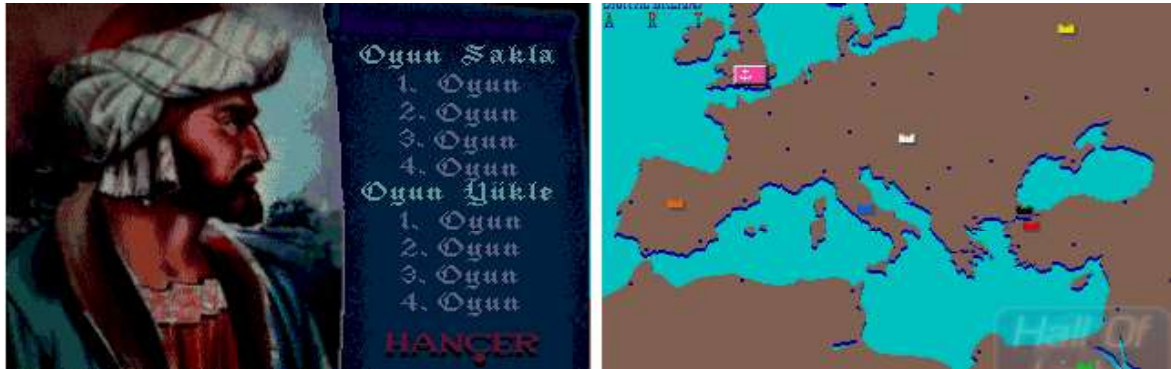 Oyun Sakla
1. Oyun
2. Oyun
3. Oyun
4. Oyun
Oyun Yükle
1. Oyun
2. Oyun
3. Oyun
4. Oyun
HANÇER
A R T
Hall Of